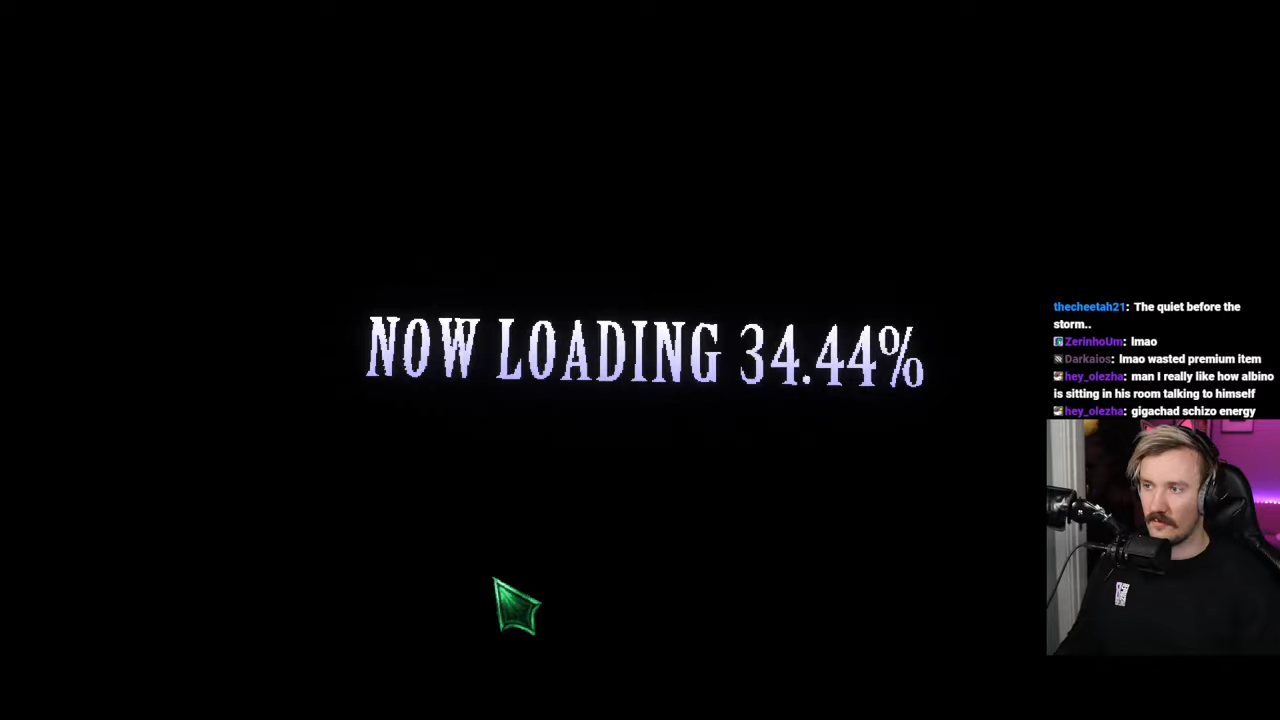 NOW LOADING 34.44%
thecheetah21: The quiet before the
storm..
ZerinhoUm: lmao
Darkaios: lmao wasted premium item
hey_olezha: man I really like how albino
is sitting in his room talking to himself
hey_olezha: gigachad schizo energy